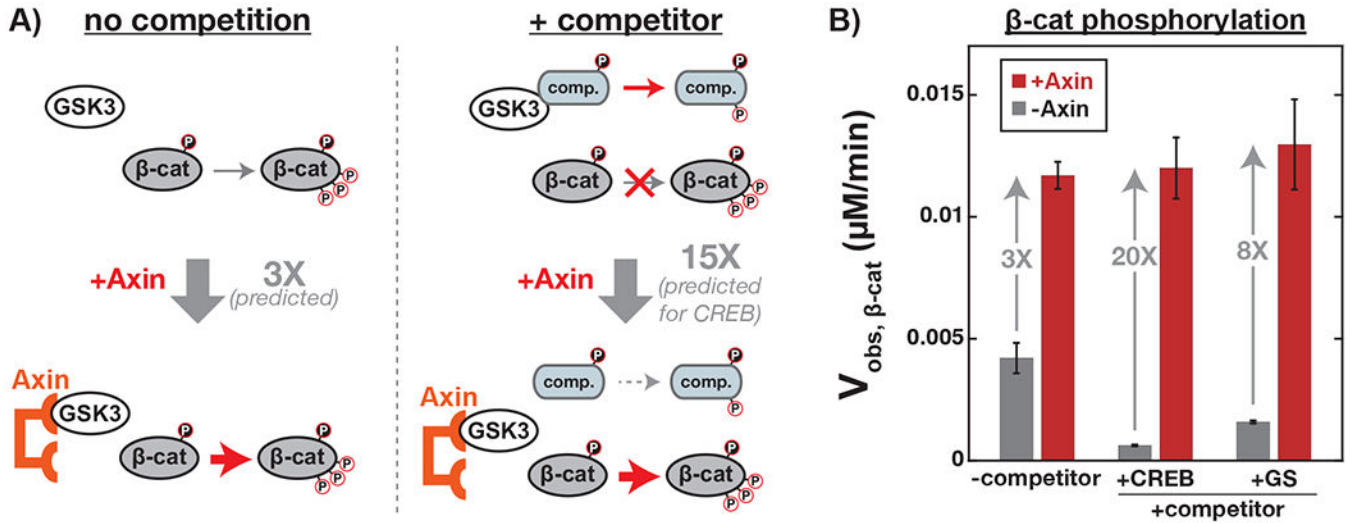 A)
no competition
GSK3
P
β-cat
P
β-cat
P
P
P
+Axin
3X
(predicted)
Axin
GSK3
P
β-cat
P
β-cat
P
P
P
+ competitor
P
comp.
P
comp.
P
GSK3
P
β-cat
P
β-cat
P
P
P
+Axin
15X
(predicted
for CREB)
P
comp.
P
comp.
P
Axin
GSK3
P
β-cat
P
β-cat
P
P
P
B)
β-cat phosphorylation
+Axin
-Axin
Vobs, β-cat (µM/min)
0.015
0.01
0.005
0
3X
20X
8X
-competitor
+CREB
+GS
+competitor